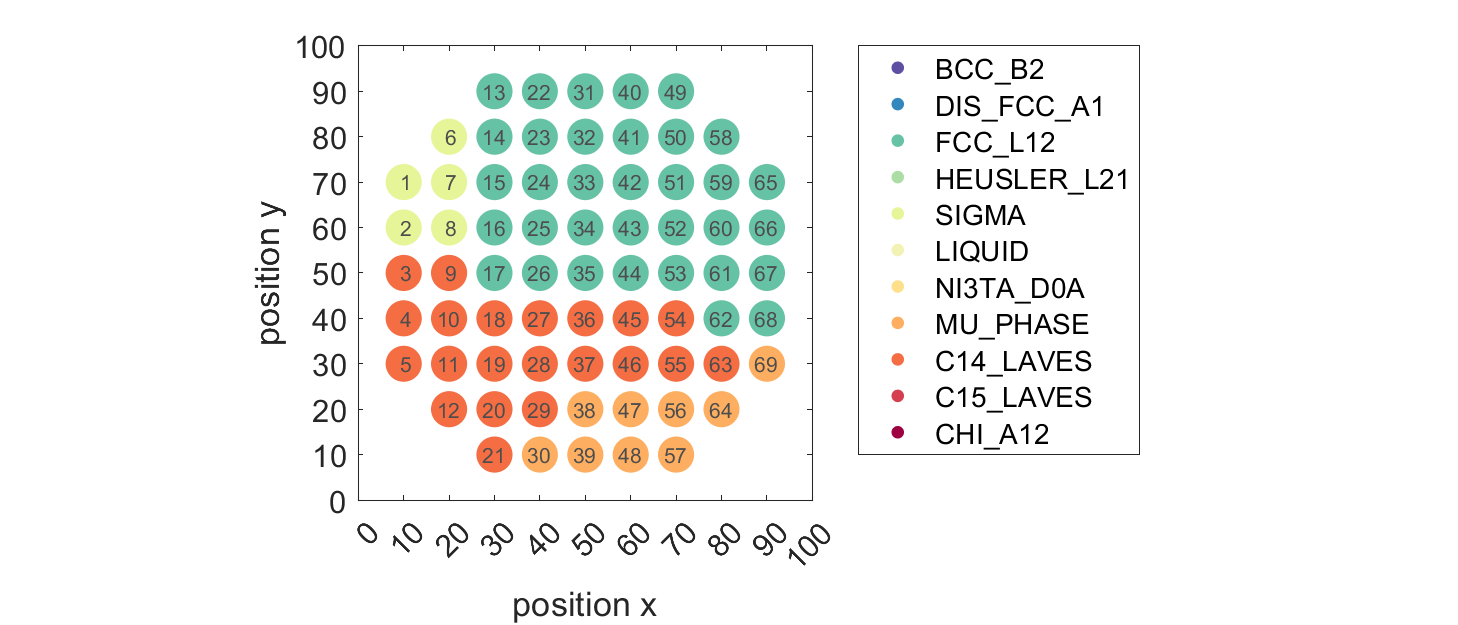 100
90
80
70
60
50
40
30
20
10
0
position y
13 22 31 40 49
6 14 23 32 41 50 58
1 7 15 24 33 42 51 59 65
2 8 16 25 34 43 52 60 66
3 9 17 26 35 44 53 61 67
4 10 18 27 36 45 54 62 68
5 11 19 28 37 46 55 63 69
12 20 29 38 47 56 64
21 30 39 48 57
0 10 20 30 40 50 60 70 80 90 100
position x
BCC_B2
DIS_FCC_A1
FCC_L12
HEUSLER_L21
SIGMA
LIQUID
NI3TA_D0A
MU_PHASE
C14_LAVES
C15_LAVES
CHI_A12